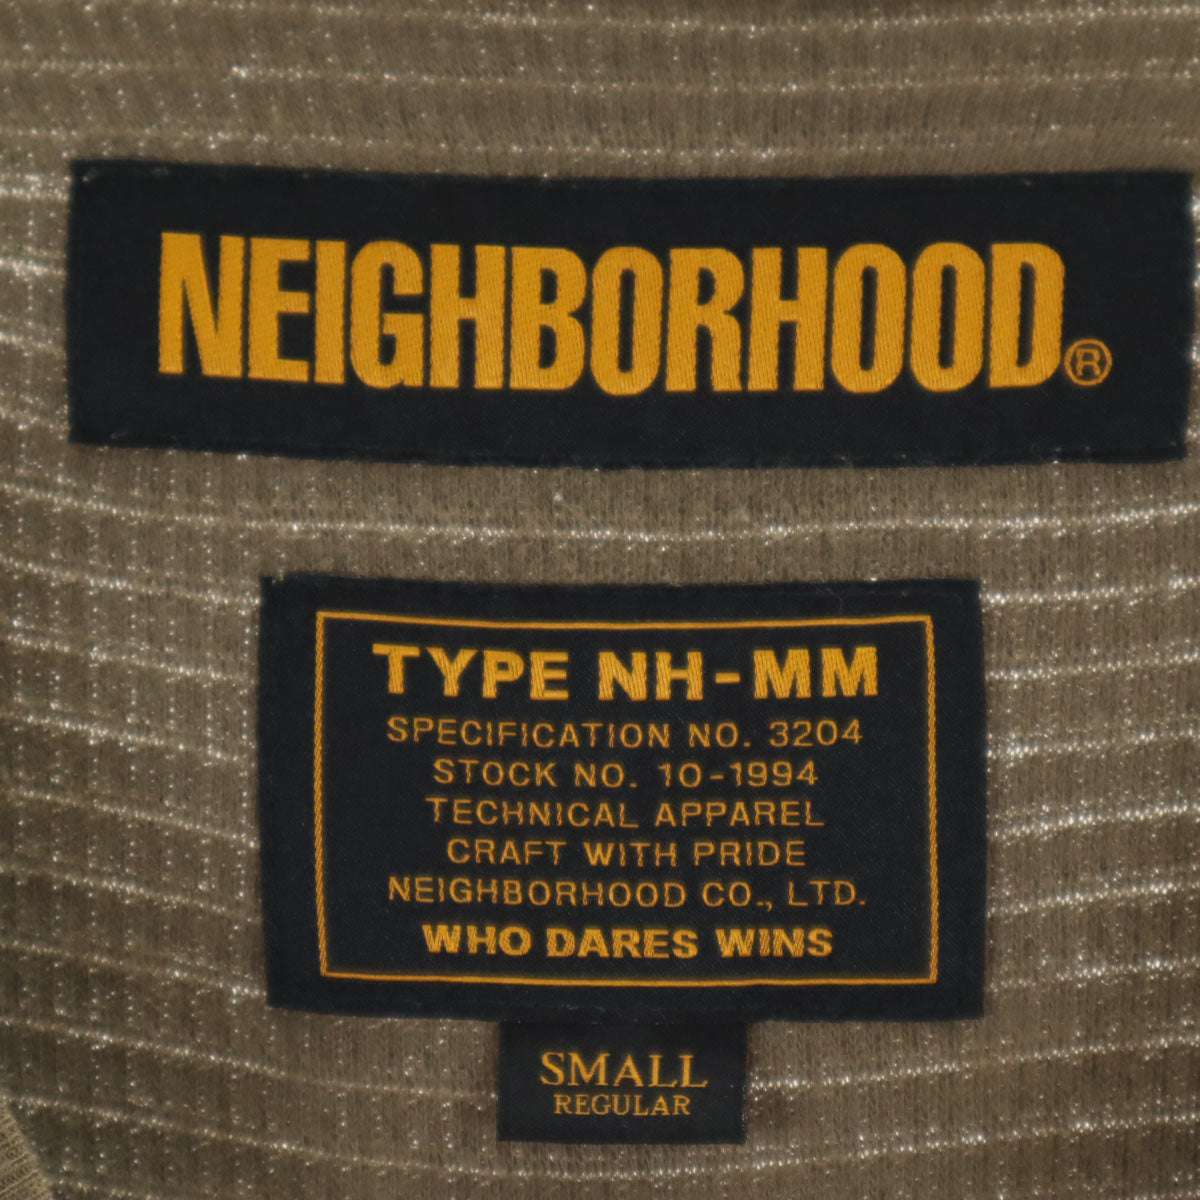 NEIGHBORHOOD®
TYPE NH-MM
SPECIFICATION NO. 3204
STOCK NO. 10-1994
TECHNICAL APPAREL
CRAFT WITH PRIDE
NEIGHBORHOOD CO., LTD.
WHO DARES WINS
SMALL
REGULAR